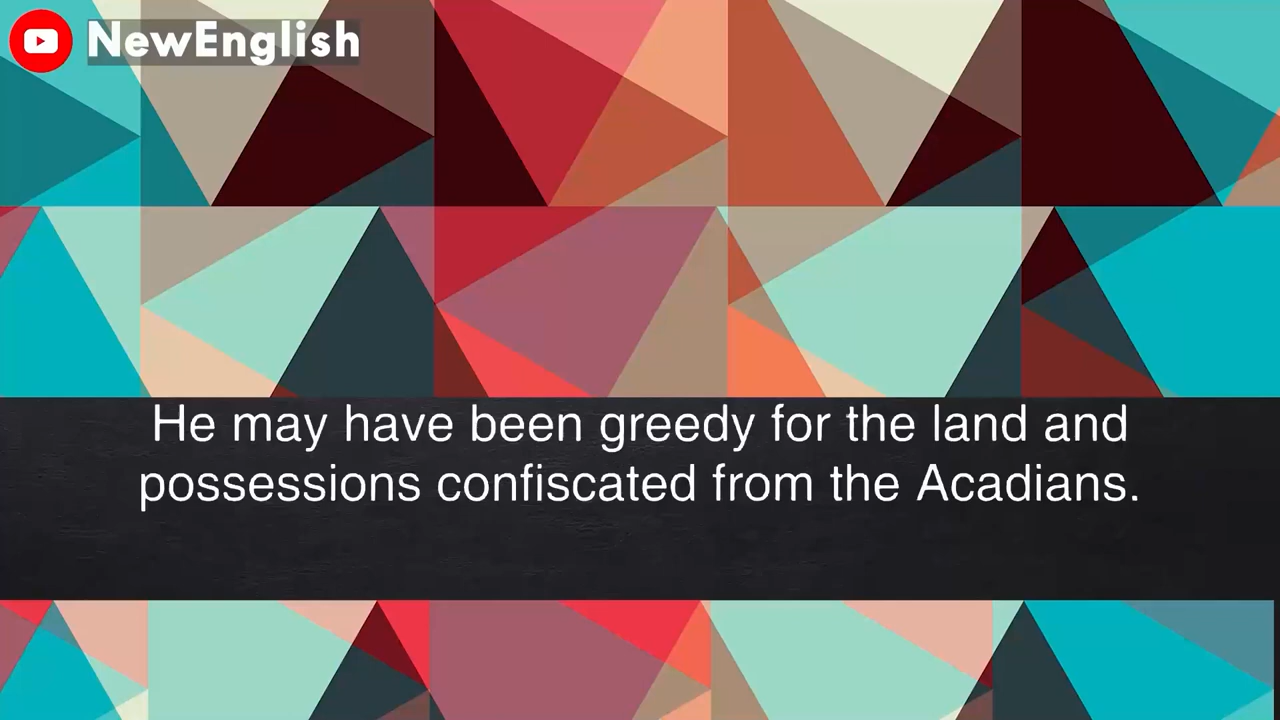 NewEnglish
He may have been greedy for the land and
possessions confiscated from the Acadians.